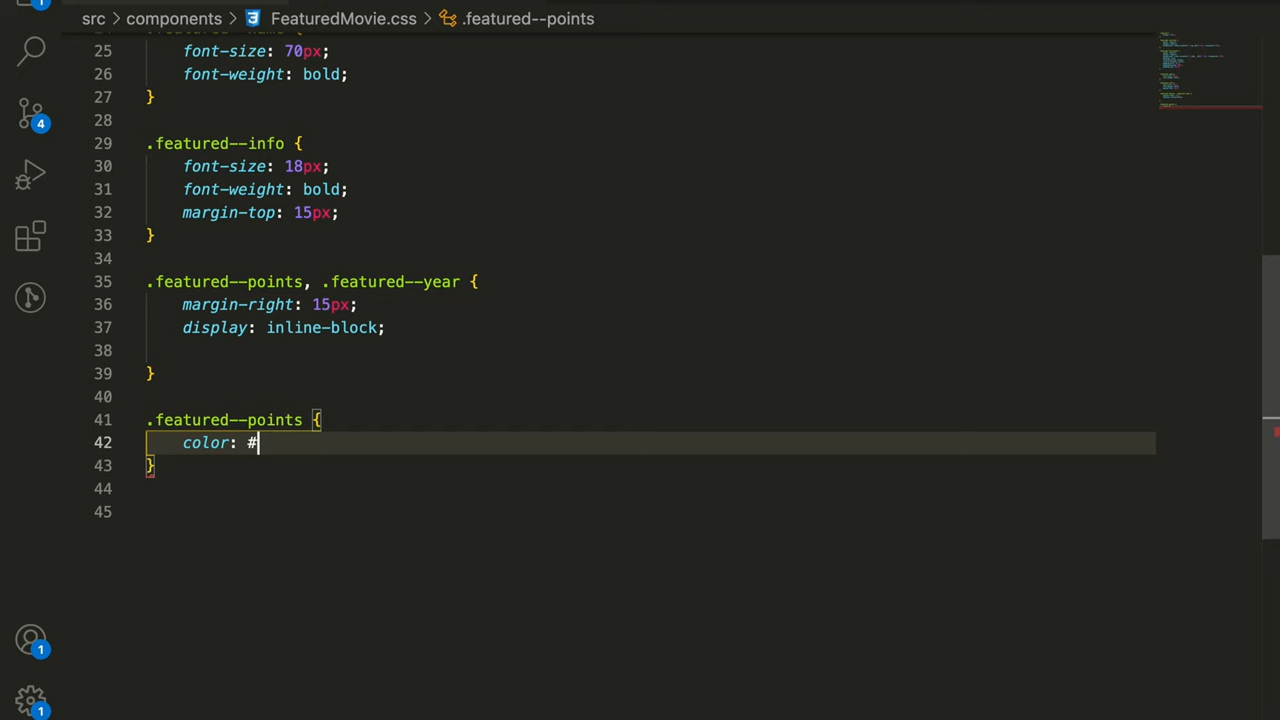 1
src > components > FeaturedMovie.css > .featured--points
25 font-size: 70px;
26 font-weight: bold;
27 }
28
29 .featured--info {
30 font-size: 18px;
31 font-weight: bold;
32 margin-top: 15px;
33 }
34
35 .featured--points, .featured--year {
36 margin-right: 15px;
37 display: inline-block;
38
39 }
40
41 .featured--points {
42 color: #
43 }
44
45
4
1
1